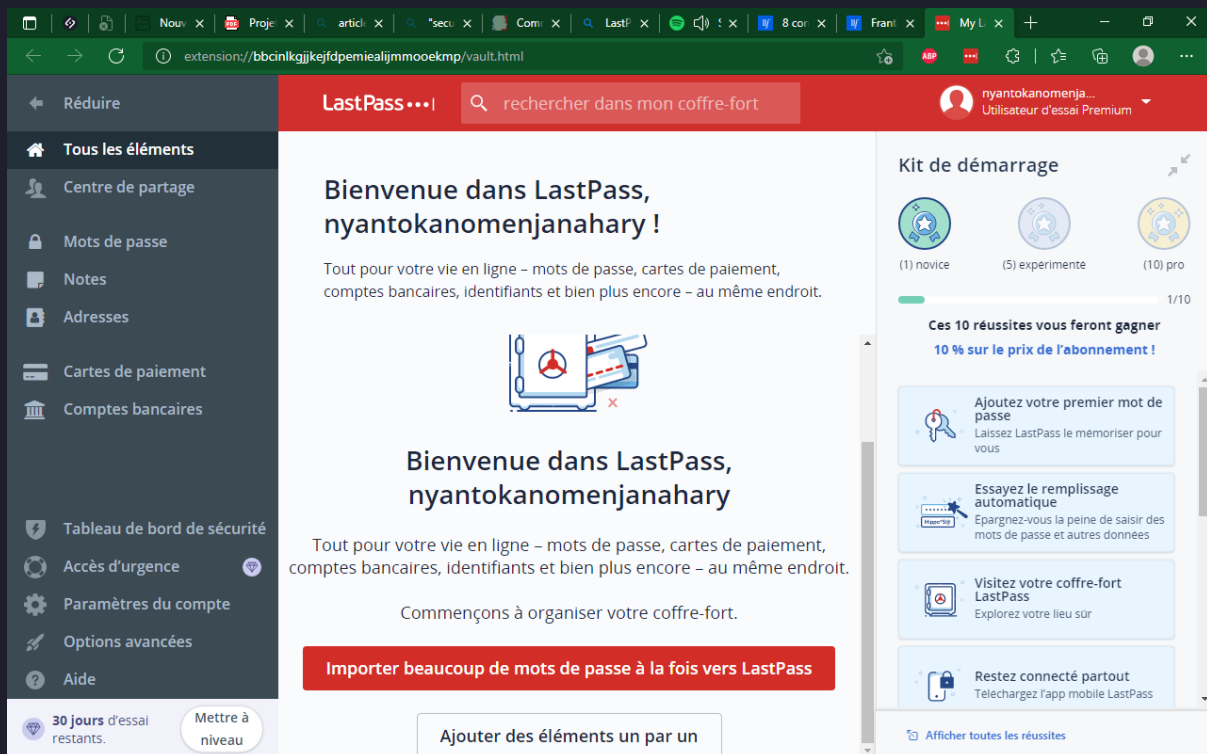 Nouv
Proje
article
"secu
Com
LastP
S
8 con
Frant
My La
extension://bbcinlkgjjkejfdpemiealijmmooekmp/vault.html
ABP
Réduire
LastPass
rechercher dans mon coffre-fort
nyantokanomenja...
Utilisateur d'essai Premium
Tous les éléments
Centre de partage
Mots de passe
Notes
Adresses
Cartes de paiement
Comptes bancaires
Tableau de bord de sécurité
Accès d'urgence
Paramètres du compte
Options avancées
Aide
30 jours d'essai
restants.
Mettre à
niveau
Bienvenue dans LastPass,
nyantokanomenjanahary !
Tout pour votre vie en ligne – mots de passe, cartes de paiement,
comptes bancaires, identifiants et bien plus encore – au même endroit.
Bienvenue dans LastPass,
nyantokanomenjanahary
Tout pour votre vie en ligne – mots de passe, cartes de paiement,
comptes bancaires, identifiants et bien plus encore – au même endroit.
Commençons à organiser votre coffre-fort.
Importer beaucoup de mots de passe à la fois vers LastPass
Ajouter des éléments un par un
Kit de démarrage
(1) novice
(5) expérimenté
(10) pro
1/10
Ces 10 réussites vous feront gagner
10 % sur le prix de l'abonnement !
Ajoutez votre premier mot de
passe
Laissez LastPass le mémoriser pour
vous
Essayez le remplissage
automatique
Épargnez-vous la peine de saisir des
mots de passe et autres données
Visitez votre coffre-fort
LastPass
Explorez votre lieu sûr
Restez connecté partout
Téléchargez l'app mobile LastPass
Afficher toutes les réussites